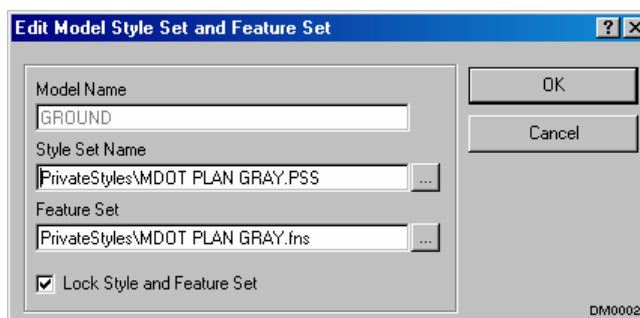 Edit Model Style Set and Feature Set
Model Name
GROUND
Style Set Name
PrivateStyles\MDOT PLAN GRAY.PSS
...
Feature Set
PrivateStyles\MDOT PLAN GRAY.fns
...
Lock Style and Feature Set
OK
Cancel
DM0002